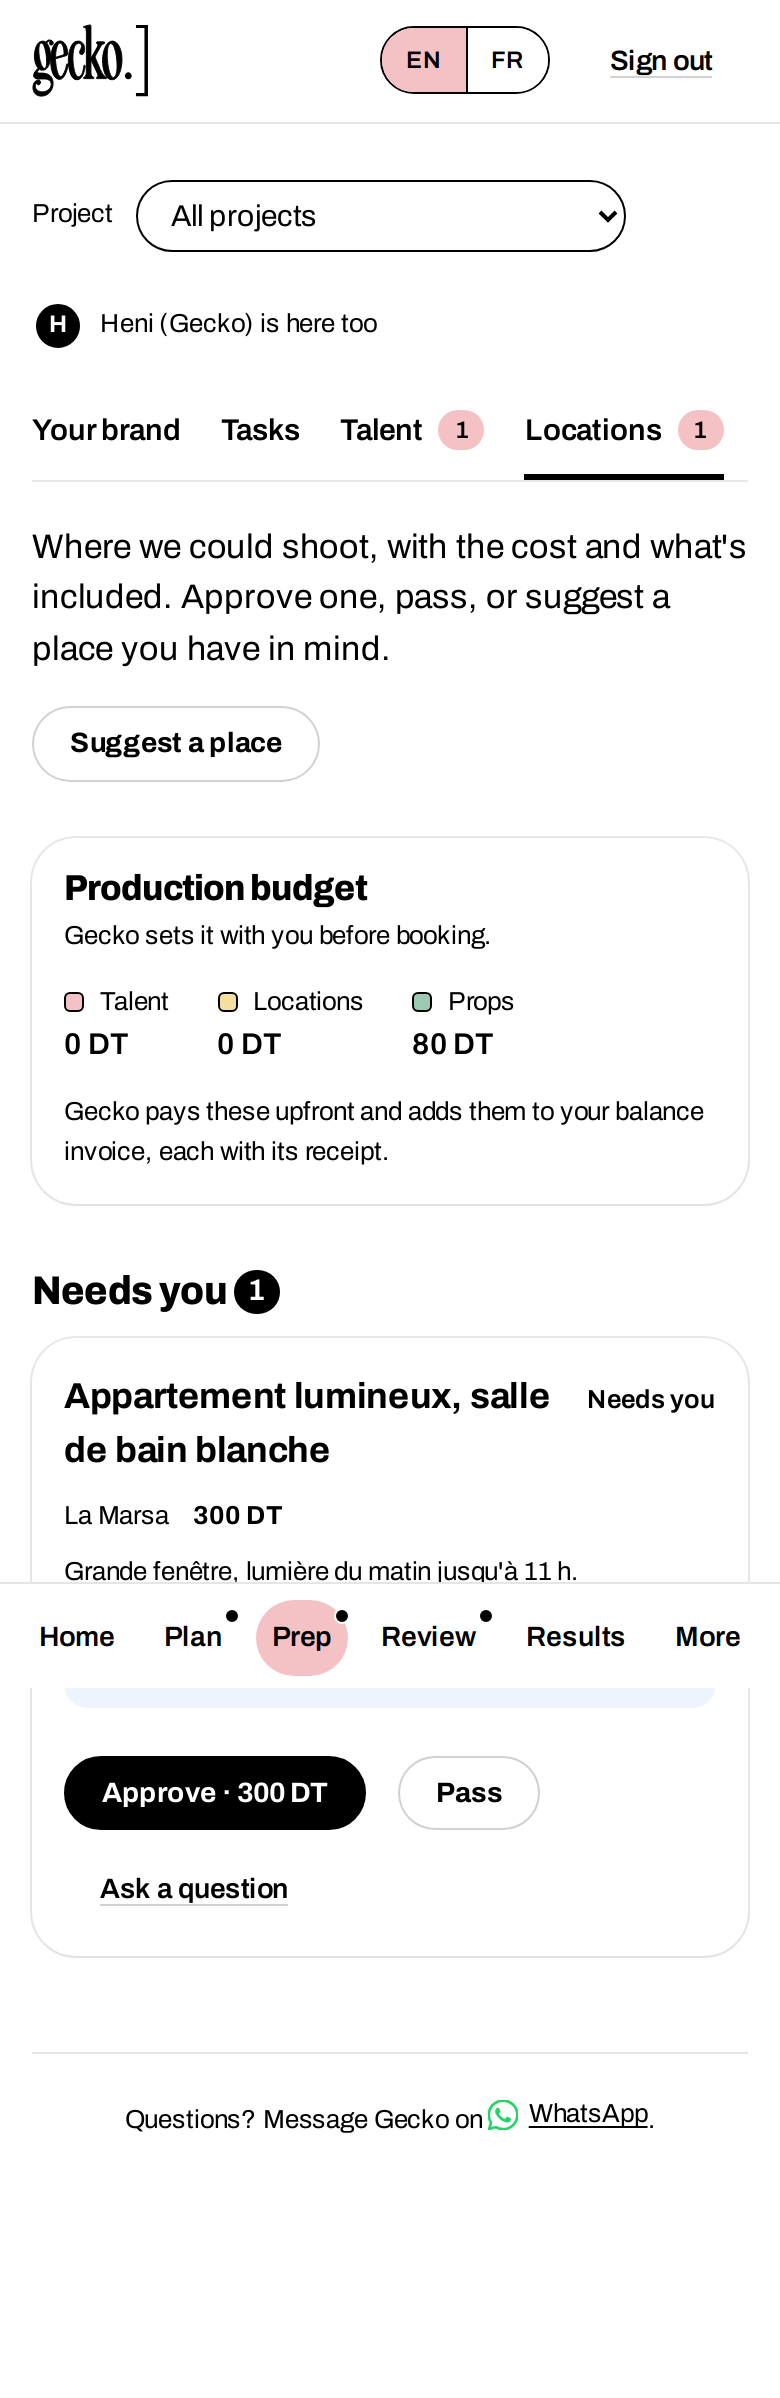 gecko.]
EN FR Sign out
Project All projects
H Heni (Gecko) is here too
Your brand Tasks Talent 1 Locations 1
Where we could shoot, with the cost and what's
included. Approve one, pass, or suggest a
place you have in mind.
Suggest a place
Production budget
Gecko sets it with you before booking.
Talent Locations Props
0 DT 0 DT 80 DT
Gecko pays these upfront and adds them to your balance
invoice, each with its receipt.
Needs you 1
Appartement lumineux, salle Needs you
de bain blanche
La Marsa 300 DT
Grande fenêtre, lumière du matin jusqu'à 11 h.
Home Plan Prep Review Results More
Approve · 300 DT Pass
Ask a question
Questions? Message Gecko on WhatsApp.